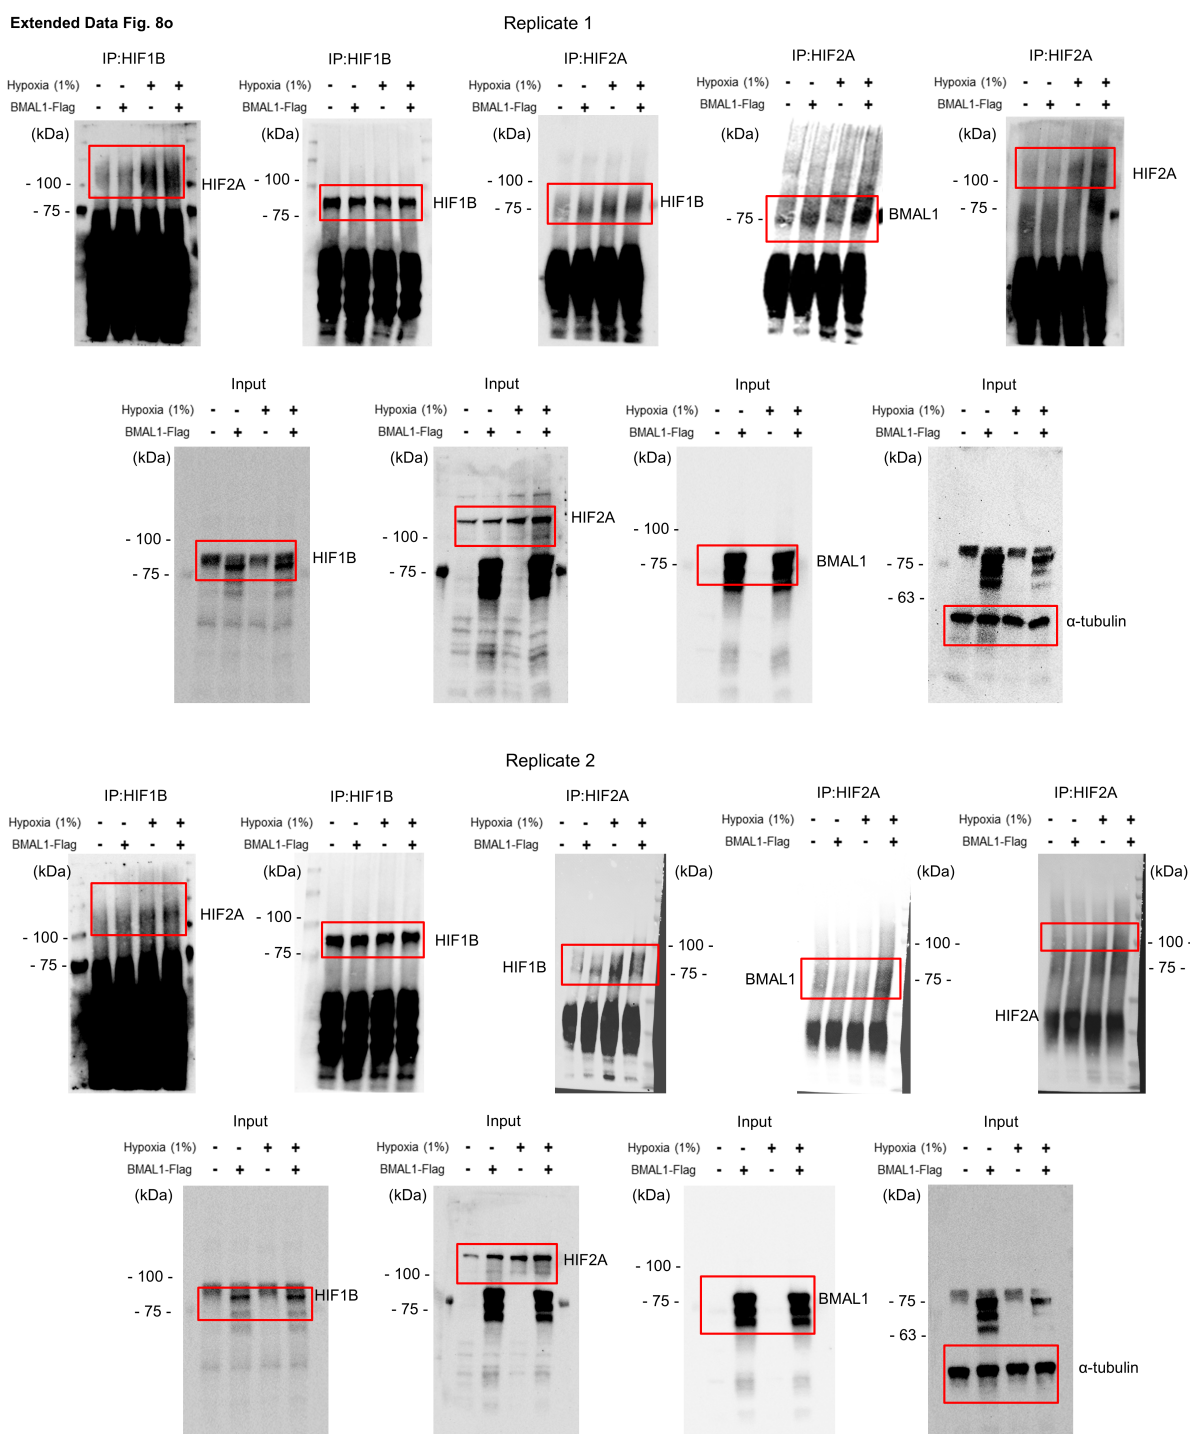 Extended Data Fig. 8o
Replicate 1
IP:HIF1B IP:HIF1B IP:HIF2A IP:HIF2A IP:HIF2A
Hypoxia (1%) - - + + Hypoxia (1%) - - + + Hypoxia (1%) - - + + Hypoxia (1%) - - + + Hypoxia (1%) - - + +
BMAL1-Flag - + - + BMAL1-Flag - + - + BMAL1-Flag - + - + BMAL1-Flag - + - + BMAL1-Flag - + - +
(kDa) (kDa) (kDa) (kDa) (kDa)
- 100 - HIF2A - 100 - HIF1B - 100 - HIF1B BMAL1 - 100 - HIF2A
- 75 - - 75 - - 75 - - 75 - - 75 -
Input Input Input Input
Hypoxia (1%) - - + + Hypoxia (1%) - - + + Hypoxia (1%) - - + + Hypoxia (1%) - - + +
BMAL1-Flag - + - + BMAL1-Flag - + - + BMAL1-Flag - + - + BMAL1-Flag - + - +
(kDa) (kDa) (kDa) (kDa)
- 100 - HIF1B - 100 - HIF2A - 100 - BMAL1
- 75 - - 75 - - 75 - - 75 -
- 63 -
α-tubulin
Replicate 2
IP:HIF1B IP:HIF1B IP:HIF2A IP:HIF2A IP:HIF2A
Hypoxia (1%) - - + + Hypoxia (1%) - - + + Hypoxia (1%) - - + + Hypoxia (1%) - - + + Hypoxia (1%) - - + +
BMAL1-Flag - + - + BMAL1-Flag - + - + BMAL1-Flag - + - + BMAL1-Flag - + - + BMAL1-Flag - + - +
(kDa) (kDa) (kDa) (kDa) (kDa)
HIF2A - 100 - HIF1B
- 100 - - 100 - - 100 - - 100 -
- 75 - - 75 - HIF1B - 75 - BMAL1 - 75 - - 75 -
HIF2A
Input Input Input Input
Hypoxia (1%) - - + + Hypoxia (1%) - - + + Hypoxia (1%) - - + + Hypoxia (1%) - - + +
BMAL1-Flag - + - + BMAL1-Flag - + - + BMAL1-Flag - + - + BMAL1-Flag - + - +
(kDa) (kDa) (kDa) (kDa)
- 100 - HIF1B - 100 - HIF2A - 100 - BMAL1
- 75 - - 75 - - 75 - - 75 -
- 63 -
α-tubulin